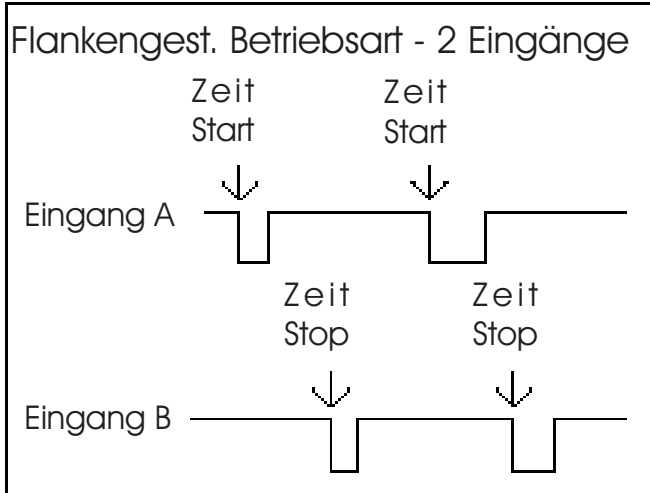 Flankengest. Betriebsart - 2 Eingänge
Zeit Zeit
Start Start
Eingang A
Zeit Zeit
Stop Stop
Eingang B